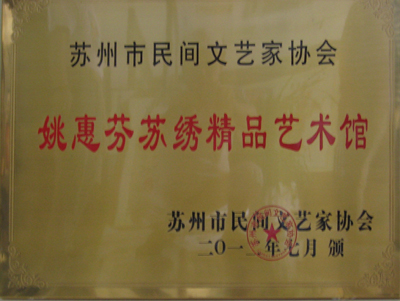 苏州市民间文艺家协会
姚惠芬苏绣精品艺术馆
苏州市民间文艺家协会
二〇一二年七月 颁